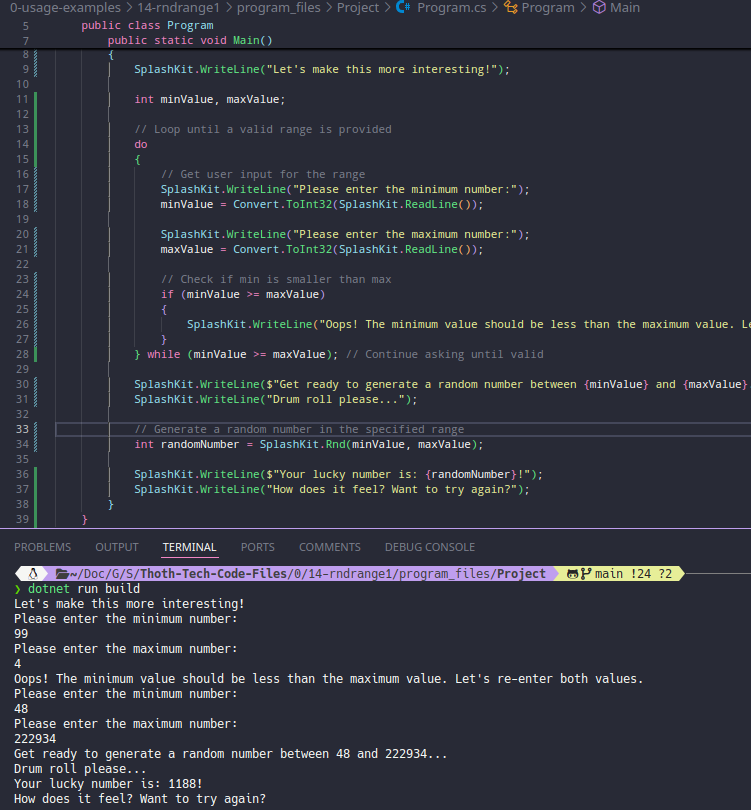 0-usage-examples > 14-rndrange1 > program_files > Project > C# Program.cs > Program > Main
5 public class Program
7 public static void Main()
8 {
9 SplashKit.WriteLine("Let's make this more interesting!");
10
11 int minValue, maxValue;
12
13 // Loop until a valid range is provided
14 do
15 {
16 // Get user input for the range
17 SplashKit.WriteLine("Please enter the minimum number:");
18 minValue = Convert.ToInt32(SplashKit.ReadLine());
19
20 SplashKit.WriteLine("Please enter the maximum number:");
21 maxValue = Convert.ToInt32(SplashKit.ReadLine());
22
23 // Check if min is smaller than max
24 if (minValue >= maxValue)
25 {
26 SplashKit.WriteLine("Oops! The minimum value should be less than the maximum value. Le
27 }
28 } while (minValue >= maxValue); // Continue asking until valid
29
30 SplashKit.WriteLine($"Get ready to generate a random number between {minValue} and {maxValue}
31 SplashKit.WriteLine("Drum roll please...");
32
33 // Generate a random number in the specified range
34 int randomNumber = SplashKit.Rnd(minValue, maxValue);
35
36 SplashKit.WriteLine($"Your lucky number is: {randomNumber}!");
37 SplashKit.WriteLine("How does it feel? Want to try again?");
38 }
39 }
PROBLEMS OUTPUT TERMINAL PORTS COMMENTS DEBUG CONSOLE
~/Doc/G/S/Thoth-Tech-Code-Files/0/14-rndrange1/program_files/Project main !24 ?2
❯ dotnet run build
Let's make this more interesting!
Please enter the minimum number:
99
Please enter the maximum number:
4
Oops! The minimum value should be less than the maximum value. Let's re-enter both values.
Please enter the minimum number:
48
Please enter the maximum number:
222934
Get ready to generate a random number between 48 and 222934...
Drum roll please...
Your lucky number is: 1188!
How does it feel? Want to try again?